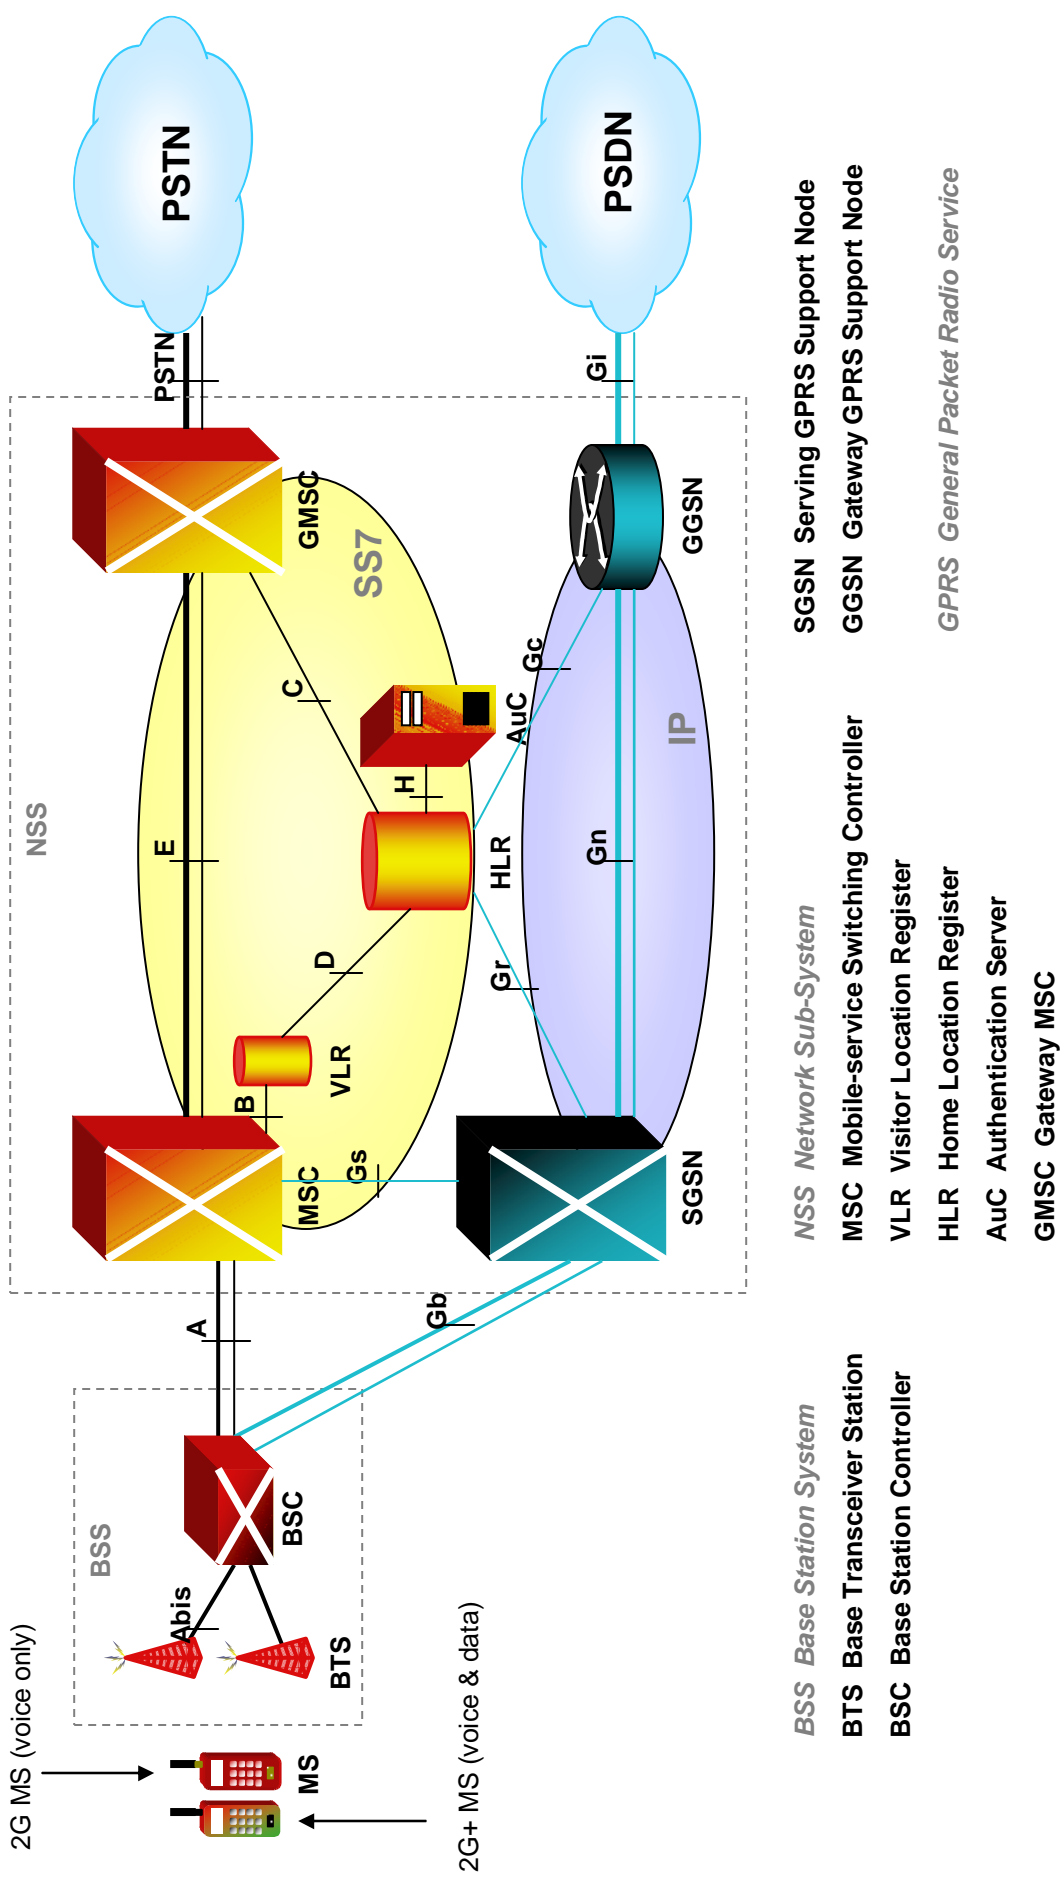 2G MS (voice only)
2G+ MS (voice & data)
MS
BSS
Abis
BTS
BSC
A
Gb
NSS
MSC
Gs
SGSN
B
VLR
D
Gr
E
HLR
H
AuC
C
Gn
Gc
SS7
IP
GMSC
GGSN
PSTN
Gi
PSTN
PSDN
BSS Base Station System
BTS Base Transceiver Station
BSC Base Station Controller
NSS Network Sub-System
MSC Mobile-service Switching Controller
VLR Visitor Location Register
HLR Home Location Register
AuC Authentication Server
GMSC Gateway MSC
SGSN Serving GPRS Support Node
GGSN Gateway GPRS Support Node
GPRS General Packet Radio Service